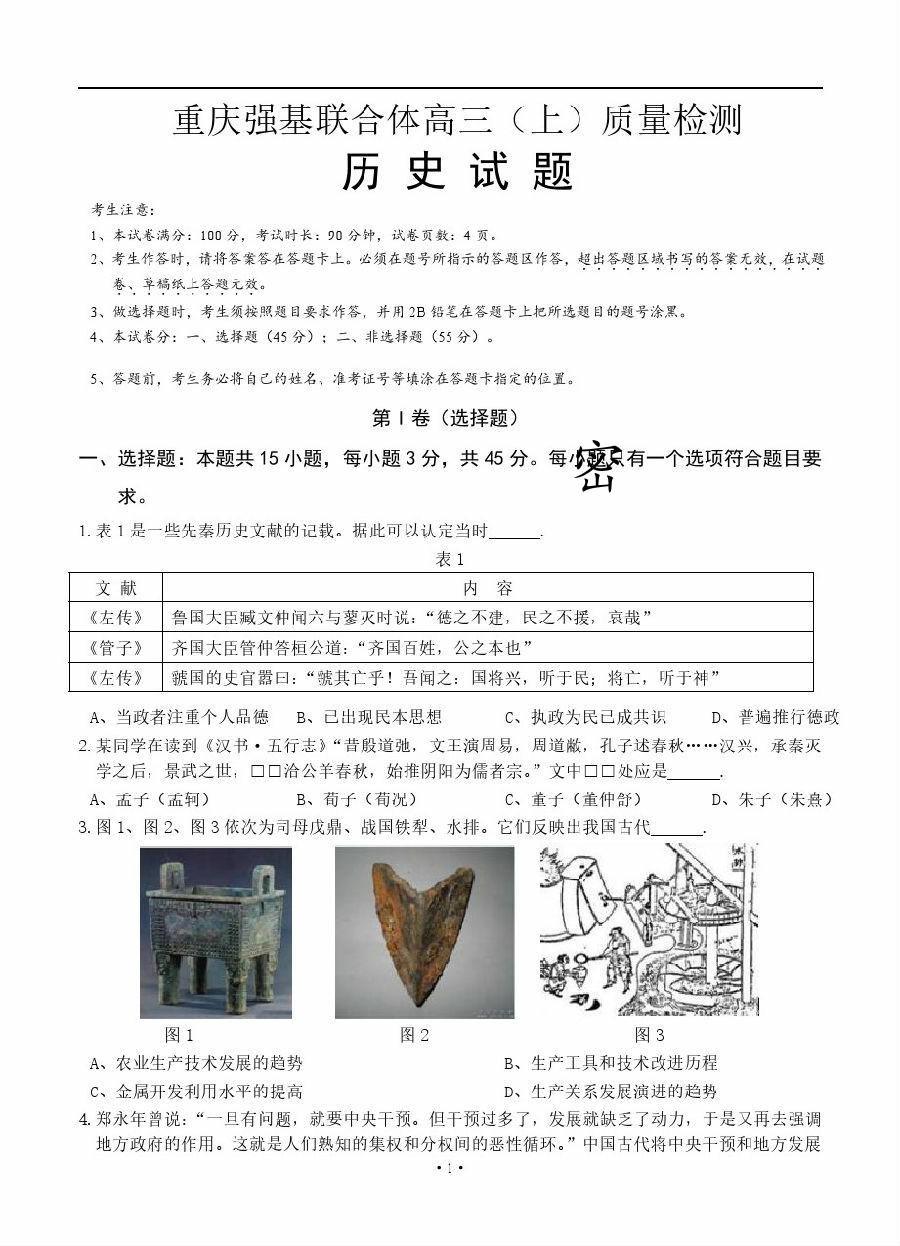 重庆强基联合体高三（上）质量检测
历 史 试 题
考生注意：
1、本试卷满分：100 分，考试时长：90 分钟，试卷页数：4 页。
2、考生作答时，请将答案答在答题卡上。必须在题号所指示的答题区作答，超出答题区域书写的答案无效，在试题
卷、草稿纸上答题无效。
3、做选择题时，考生须按照题目要求作答，并用 2B 铅笔在答题卡上把所选题目的题号涂黑。
4、本试卷分：一、选择题（45 分）；二、非选择题（55 分）。
5、答题前，考生务必将自己的姓名，准考证号等填涂在答题卡指定的位置。
第 I 卷（选择题）
一、选择题：本题共 15 小题，每小题 3 分，共 45 分。每小题只有一个选项符合题目要
密
求。
1. 表 1 是一些先秦历史文献的记载。据此可以认定当时______.
表 1
文 献 内 容
《左传》 鲁国大臣臧文仲闻六与蓼灭时说：“德之不建，民之不援，哀哉”
《管子》 齐国大臣管仲答桓公道：“齐国百姓，公之本也”
《左传》 虢国的史官嚣曰：“虢其亡乎！吾闻之：国将兴，听于民；将亡，听于神”
A、当政者注重个人品德 B、已出现民本思想 C、执政为民已成共识 D、普遍推行德政
2. 某同学在读到《汉书·五行志》“昔殷道弛，文王演周易，周道敝，孔子述春秋……汉兴，承秦灭
学之后，景武之世，□□治公羊春秋，始推阴阳为儒者宗。”文中□□处应是______.
A、孟子（孟轲） B、荀子（荀况） C、董子（董仲舒） D、朱子（朱熹）
3. 图 1、图 2、图 3 依次为司母戊鼎、战国铁犁、水排。它们反映出我国古代______.
图 1 图 2 图 3
A、农业生产技术发展的趋势 B、生产工具和技术改进历程
C、金属开发利用水平的提高 D、生产关系发展演进的趋势
4. 郑永年曾说：“一旦有问题，就要中央干预。但干预过多了，发展就缺乏了动力，于是又再去强调
地方政府的作用。这就是人们熟知的集权和分权间的恶性循环。”中国古代将中央干预和地方发展
·1·